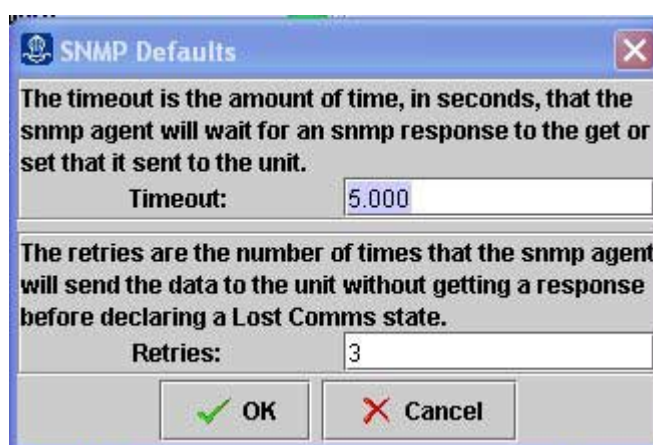 SNMP Defaults
The timeout is the amount of time, in seconds, that the
snmp agent will wait for an snmp response to the get or
set that it sent to the unit.
Timeout: 5.000
The retries are the number of times that the snmp agent
will send the data to the unit without getting a response
before declaring a Lost Comms state.
Retries: 3
OK Cancel